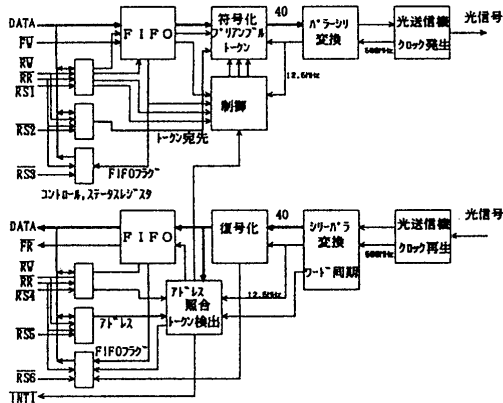 DATA
FW
RW
RR
RS1
RS2
RS3
FIFO
符号化
プリアンブル
トークン
40
パラーシリ
変換
光送信機
クロック発生
光信号
500MHz
12.5MHz
制御
トークン宛先
FIFOフラグ
コントロール,ステータスレジスタ
DATA
FR
RW
RR
RS4
RS5
RS6
INTI
FIFO
復号化
40
シリーパラ
変換
ワード同期
光送信機
クロック再生
光信号
500MHz
12.5MHz
アドレス
照合
トークン検出
アドレス
FIFOフラグ